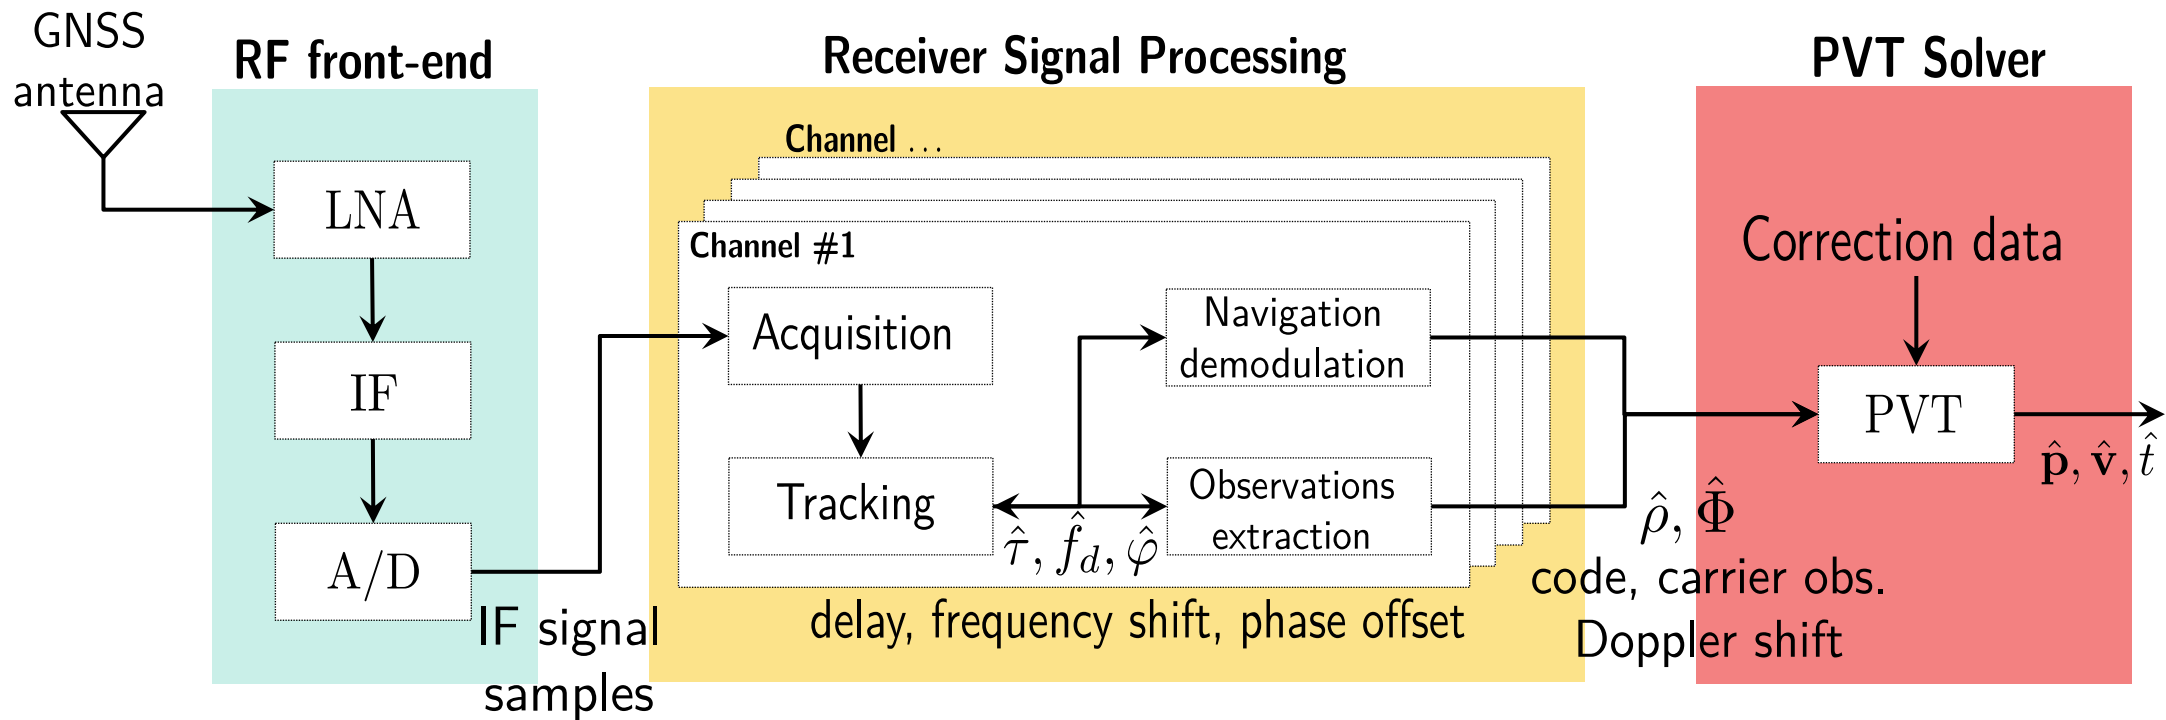 GNSS
antenna
RF front-end
LNA
IF
A/D
IF signal
samples
Receiver Signal Processing
Channel ...
Channel #1
Acquisition
Tracking
Navigation
demodulation
Observations
extraction
τ̂, f̂_d, φ̂
delay, frequency shift, phase offset
ρ̂, Φ̂
code, carrier obs.
Doppler shift
PVT Solver
Correction data
PVT
p̂, v̂, t̂